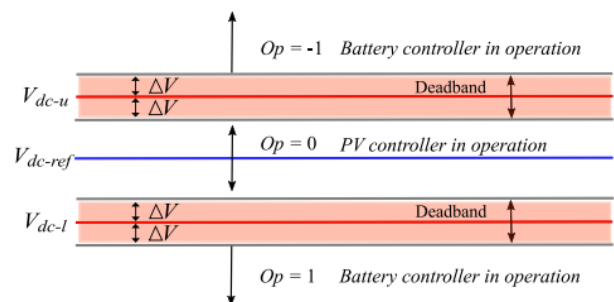 Op = -1 Battery controller in operation
V_dc-u ΔV Deadband
ΔV
V_dc-ref Op = 0 PV controller in operation
V_dc-l ΔV Deadband
ΔV
Op = 1 Battery controller in operation